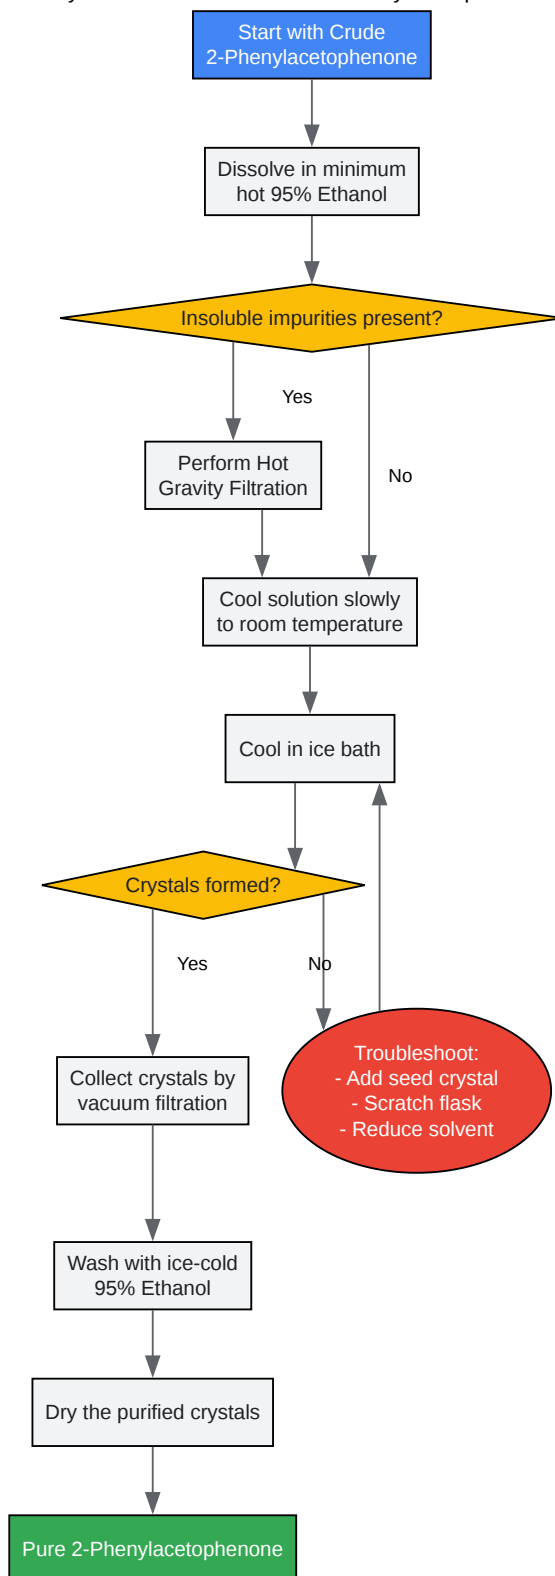 Start with Crude
2-Phenylacetophenone
Dissolve in minimum
hot 95% Ethanol
Insoluble impurities present?
Yes
Perform Hot
Gravity Filtration
No
Cool solution slowly
to room temperature
Cool in ice bath
Crystals formed?
Yes
No
Troubleshoot:
- Add seed crystal
- Scratch flask
- Reduce solvent
Collect crystals by
vacuum filtration
Wash with ice-cold
95% Ethanol
Dry the purified crystals
Pure 2-Phenylacetophenone